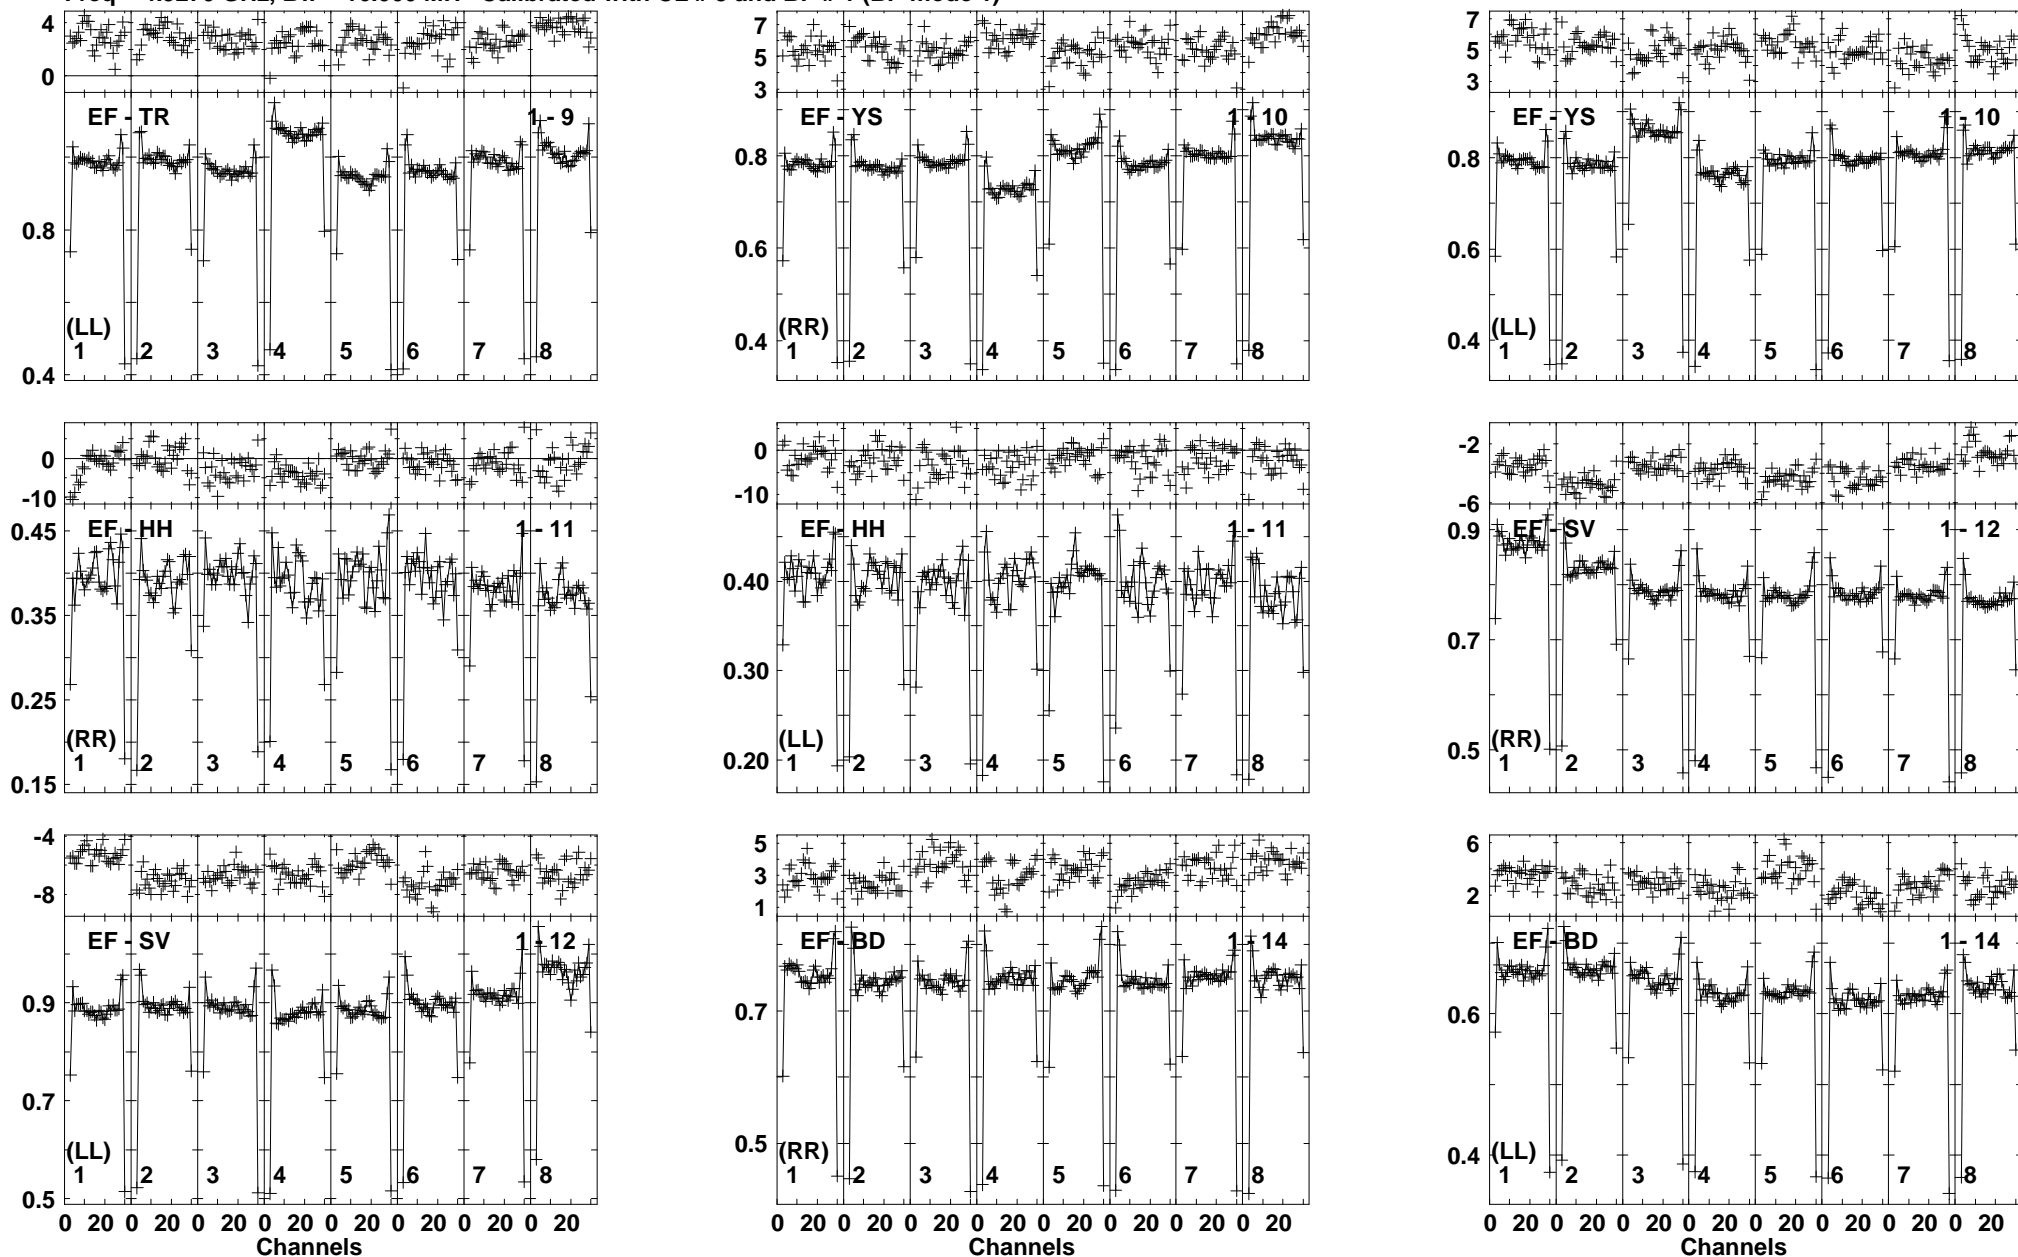 4
0
EF - TR
1 - 9
0.8
(LL)
1 2 3 4 5 6 7 8
0.4
7
5
3
EF - YS
1 - 10
0.8
0.6
(RR)
0.4
1 2 3 4 5 6 7 8
7
5
3
EF - YS
1 - 10
0.8
0.6
(LL)
0.4
1 2 3 4 5 6 7 8
0
-10
EF - HH
1 - 11
0.45
0.35
0.25
(RR)
1 2 3 4 5 6 7 8
0.15
0
-10
EF - HH
1 - 11
0.40
0.30
(LL)
0.20
1 2 3 4 5 6 7 8
-2
-6
EF - SV
1 - 12
0.9
0.7
(RR)
0.5
1 2 3 4 5 6 7 8
-4
-8
EF - SV
1 - 12
0.9
0.7
(LL)
1 2 3 4 5 6 7 8
0.5
0 20 0 20 0 20 0 20 0 20 0 20 0 20 0 20
Channels
5
3
1
EF - BD
1 - 14
0.7
0.5
(RR)
1 2 3 4 5 6 7 8
0 20 0 20 0 20 0 20 0 20 0 20 0 20 0 20
Channels
6
2
EF - BD
1 - 14
0.6
0.4
(LL)
1 2 3 4 5 6 7 8
0 20 0 20 0 20 0 20 0 20 0 20 0 20 0 20
Channels